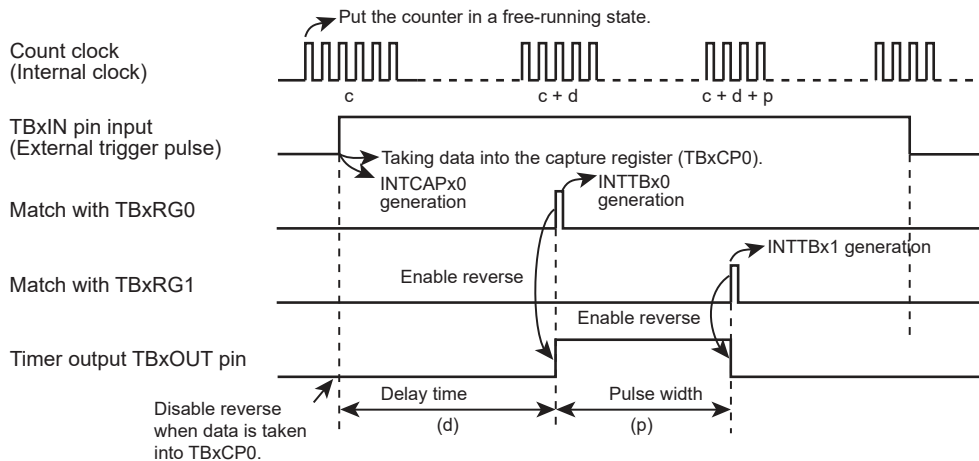 Put the counter in a free-running state.
Count clock
(Internal clock)
c
c + d
c + d + p
TBxIN pin input
(External trigger pulse)
Taking data into the capture register (TBxCP0).
INTCAPx0
generation
INTTBx0
generation
Match with TBxRG0
INTTBx1 generation
Enable reverse
Match with TBxRG1
Enable reverse
Timer output TBxOUT pin
Disable reverse
when data is taken
into TBxCP0.
Delay time
(d)
Pulse width
(p)